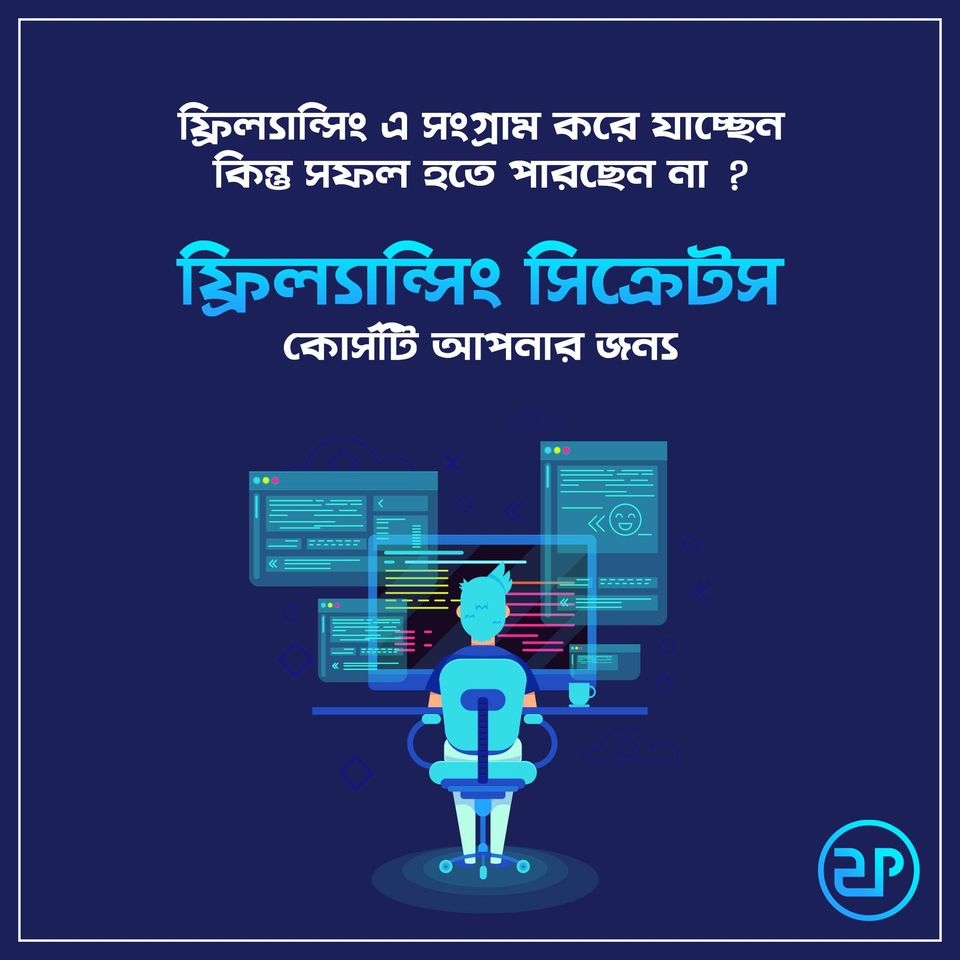 ফ্রিল্যান্সিং এ সংগ্রাম করে যাচ্ছেন
কিন্তু সফল হতে পারছেন না ?
ফ্রিল্যান্সিং সিক্রেটস
কোর্সটি আপনার জন্য